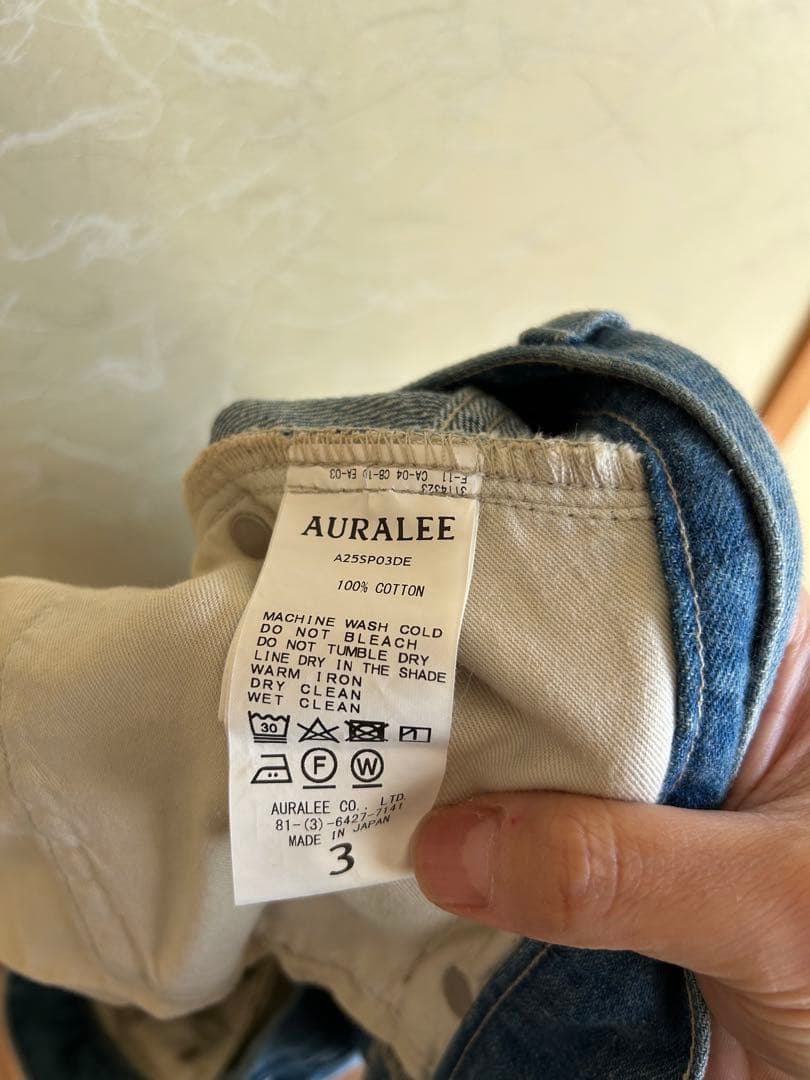 3114323
F-11 CA-04 CB-10 EA-03
AURALEE
A25SP03DE
100% COTTON
MACHINE WASH COLD
DO NOT BLEACH
DO NOT TUMBLE DRY
LINE DRY IN THE SHADE
WARM IRON
DRY CLEAN
WET CLEAN
30
F W
AURALEE CO., LTD.
81-(3)-6427-7141
MADE IN JAPAN
3